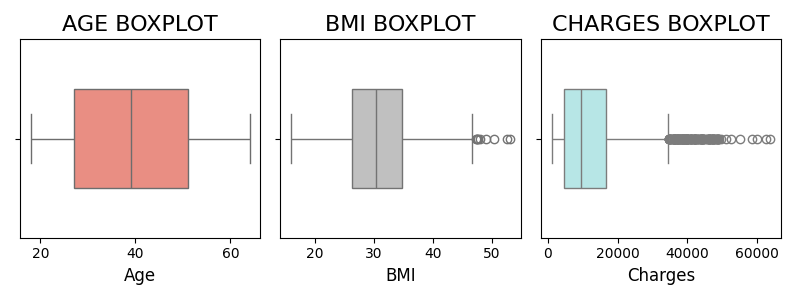 AGE BOXPLOT
20 40 60
Age
BMI BOXPLOT
20 30 40 50
BMI
CHARGES BOXPLOT
0 20000 40000 60000
Charges